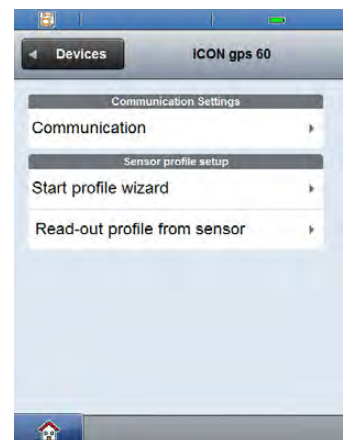 Devices
iCON gps 60
Communication Settings
Communication
Sensor profile setup
Start profile wizard
Read-out profile from sensor